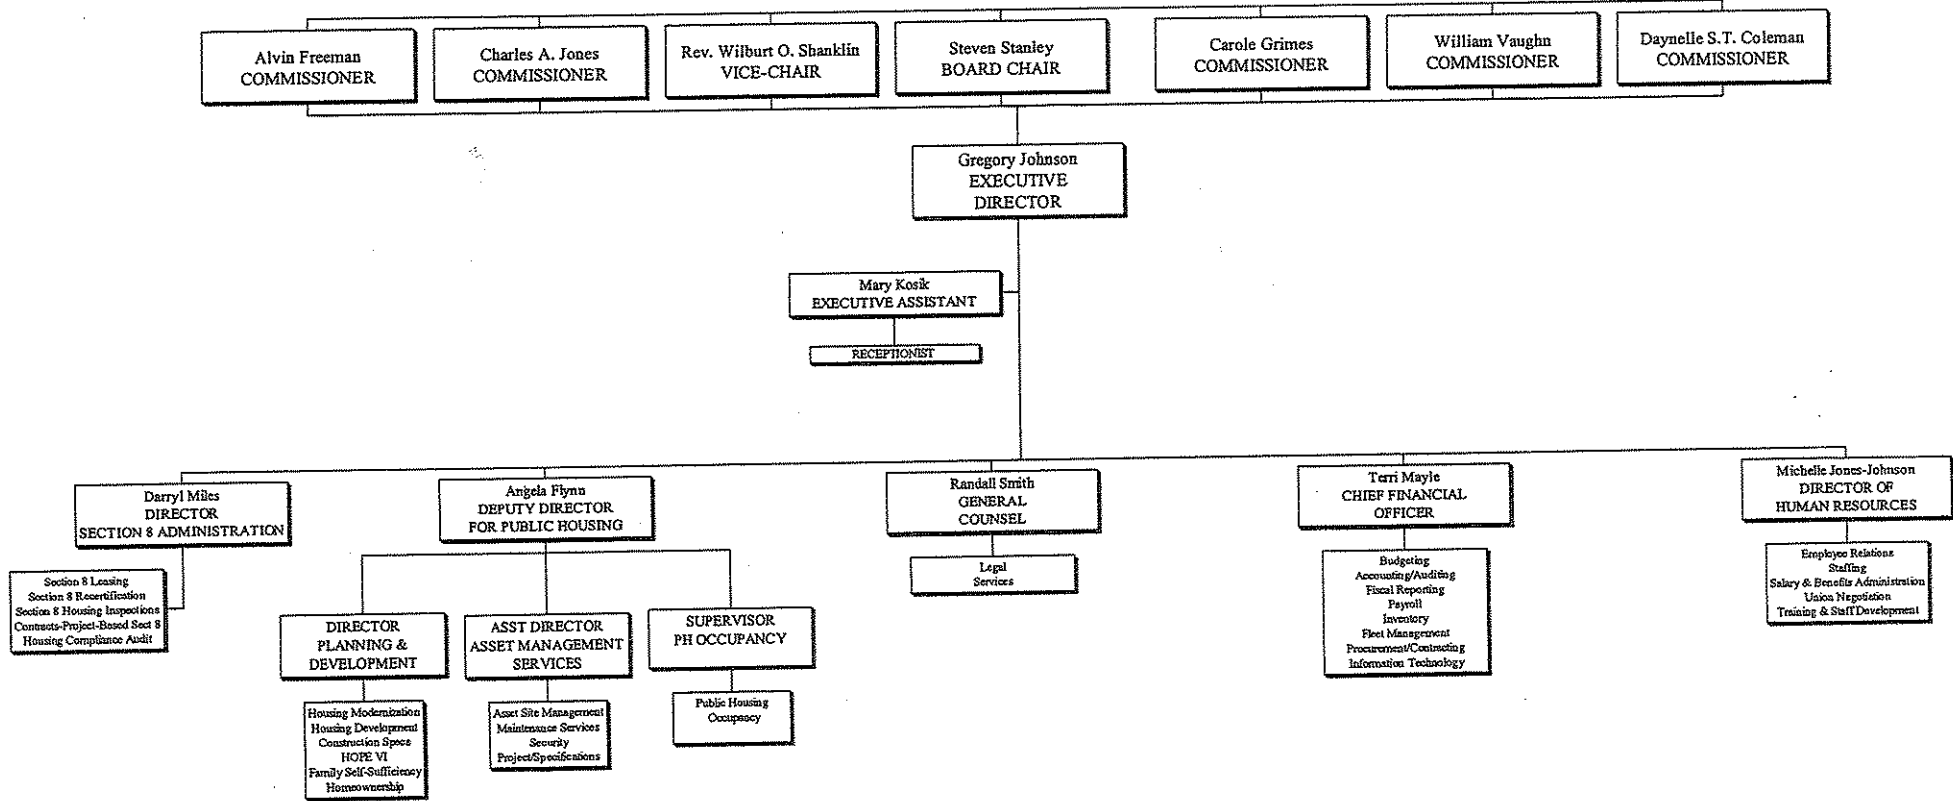 Alvin Freeman
COMMISSIONER
Charles A. Jones
COMMISSIONER
Rev. Wilburt O. Shanklin
VICE-CHAIR
Steven Stanley
BOARD CHAIR
Carole Grimes
COMMISSIONER
William Vaughn
COMMISSIONER
Daynelle S.T. Coleman
COMMISSIONER
Gregory Johnson
EXECUTIVE
DIRECTOR
Mary Kosik
EXECUTIVE ASSISTANT
RECEPTIONIST
Darryl Miles
DIRECTOR
SECTION 8 ADMINISTRATION
Section 8 Leasing
Section 8 Recertification
Section 8 Housing Inspections
Contracts-Project-Based Sect 8
Housing Compliance Audit
Angela Flynn
DEPUTY DIRECTOR
FOR PUBLIC HOUSING
DIRECTOR
PLANNING &
DEVELOPMENT
Housing Modernization
Housing Development
Construction Specs
HOPE VI
Family Self-Sufficiency
Homeownership
ASST DIRECTOR
ASSET MANAGEMENT
SERVICES
Asset Site Management
Maintenance Services
Security
Project/Specifications
SUPERVISOR
PH OCCUPANCY
Public Housing
Occupancy
Randall Smith
GENERAL
COUNSEL
Legal
Services
Terri Mayle
CHIEF FINANCIAL
OFFICER
Budgeting
Accounting/Auditing
Fiscal Reporting
Payroll
Inventory
Fleet Management
Procurement/Contracting
Information Technology
Michelle Jones-Johnson
DIRECTOR OF
HUMAN RESOURCES
Employee Relations
Staffing
Salary & Benefits Administration
Union Negotiation
Training & Staff Development